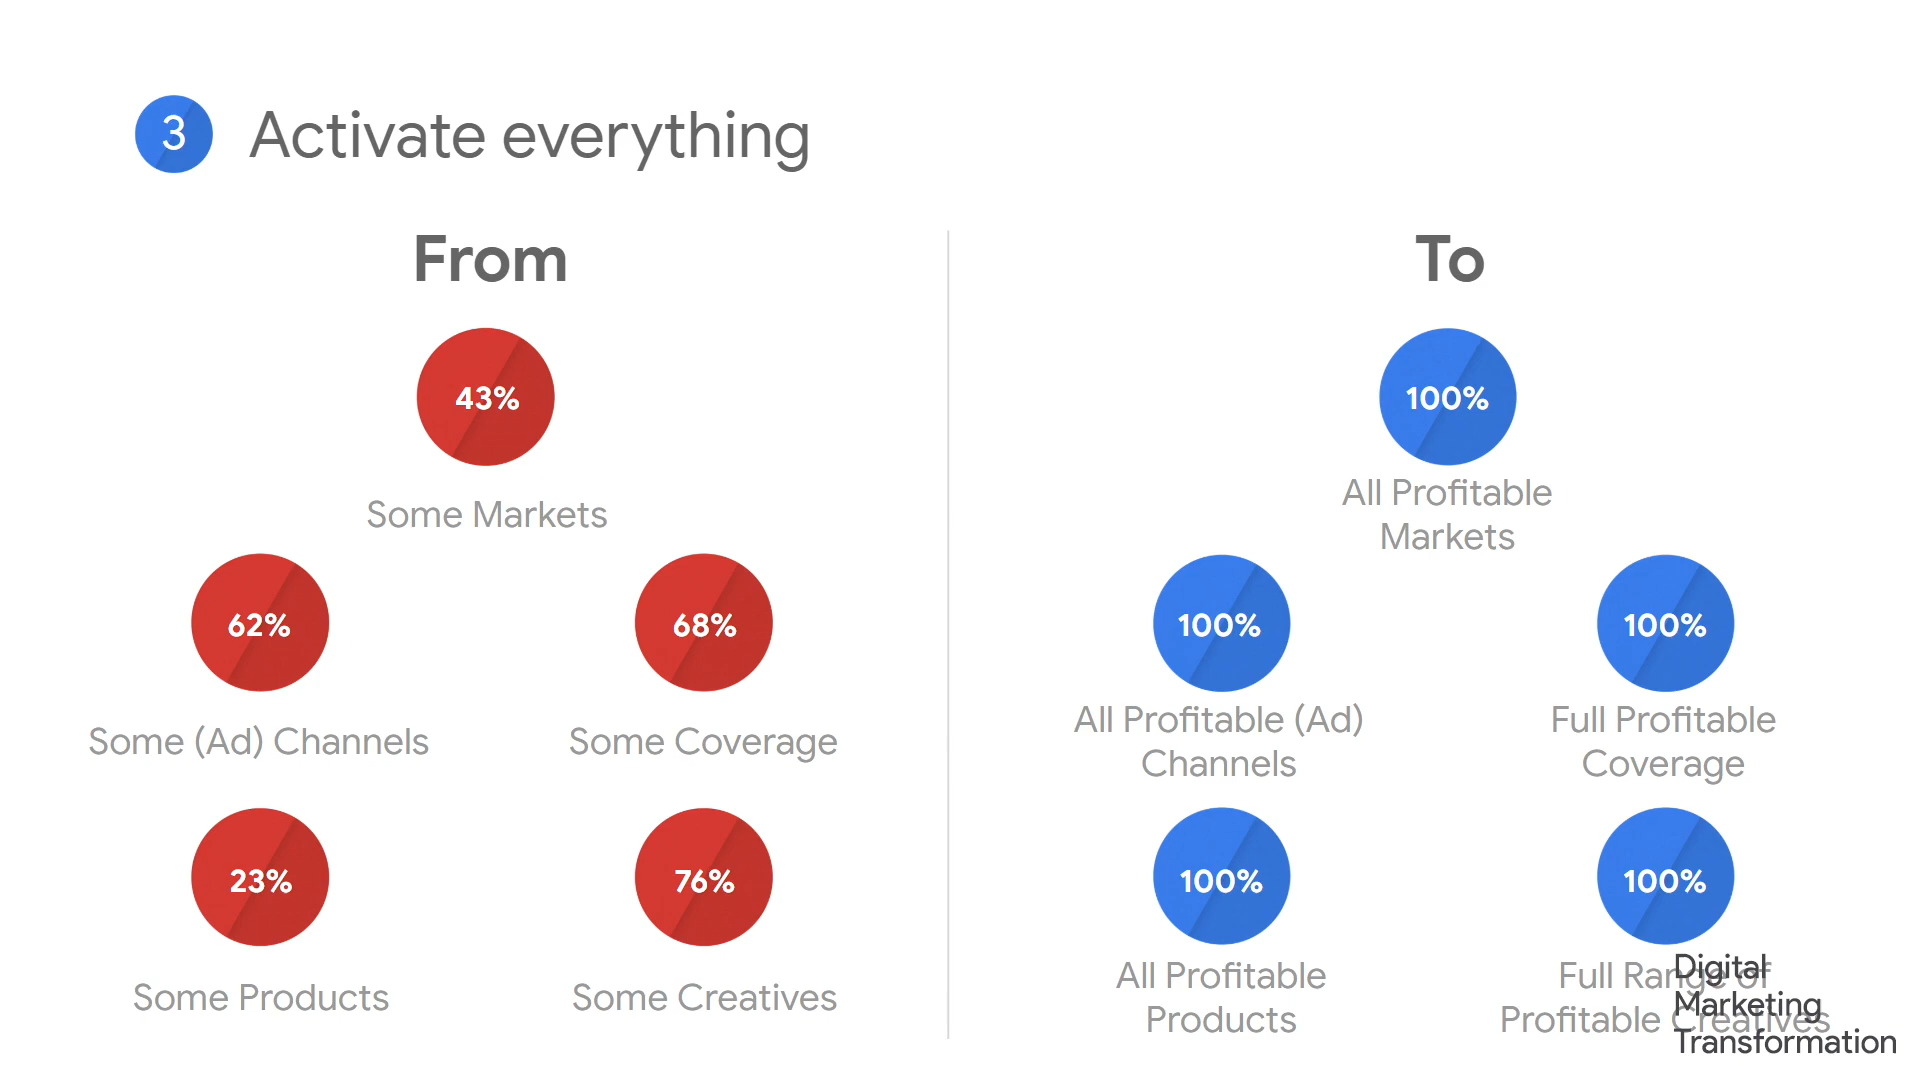 3 Activate everything
From
43%
Some Markets
62%
68%
Some (Ad) Channels
Some Coverage
23%
76%
Some Products
Some Creatives
To
100%
All Profitable
Markets
100%
100%
All Profitable (Ad)
Channels
Full Profitable
Coverage
100%
100%
All Profitable
Products
Full Range of
Profitable Creatives
Digital
Marketing
Transformation